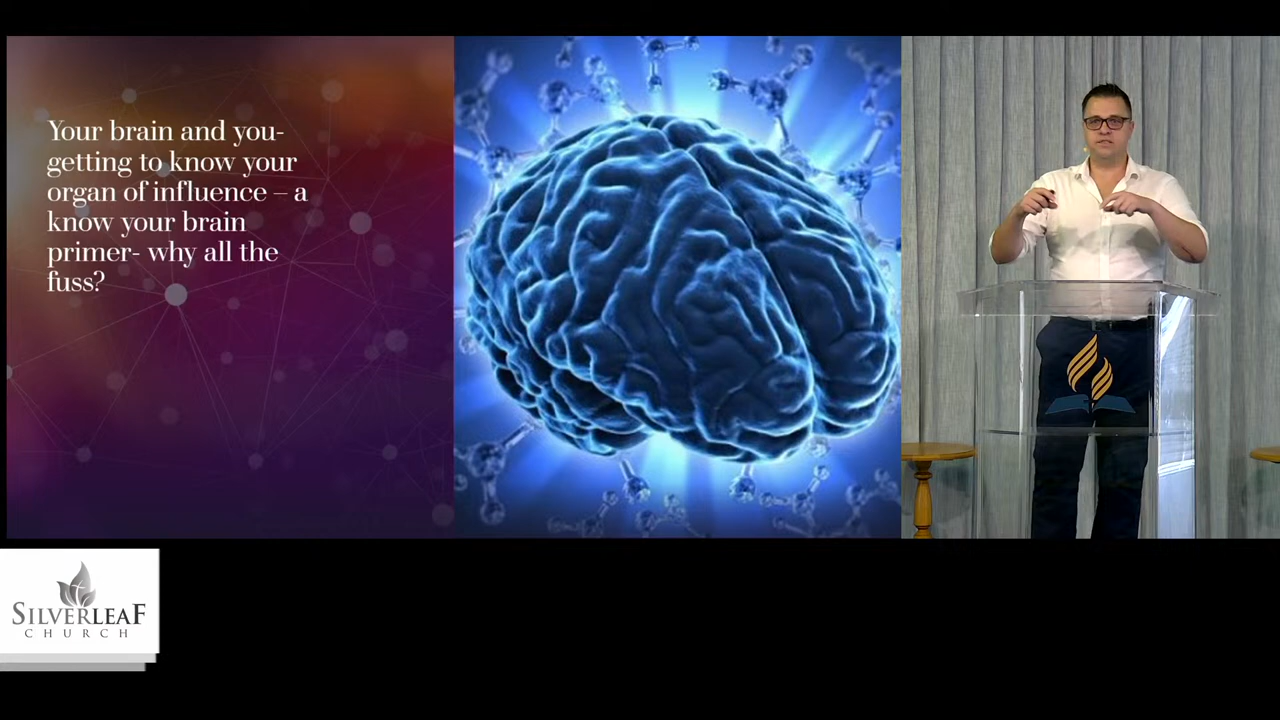 Your brain and you-
getting to know your
organ of influence – a
know your brain
primer- why all the
fuss?
SILVERLEAF
CHURCH